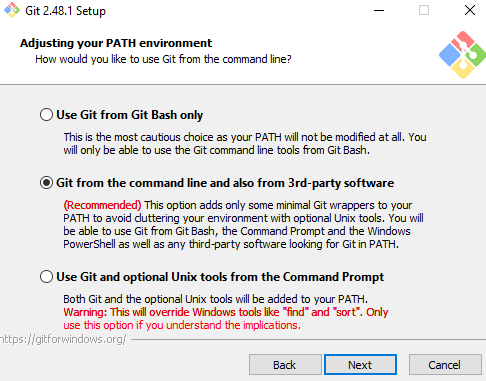 Git 2.48.1 Setup
Adjusting your PATH environment
How would you like to use Git from the command line?
Use Git from Git Bash only
This is the most cautious choice as your PATH will not be modified at all. You
will only be able to use the Git command line tools from Git Bash.
Git from the command line and also from 3rd-party software
(Recommended) This option adds only some minimal Git wrappers to your
PATH to avoid cluttering your environment with optional Unix tools. You will
be able to use Git from Git Bash, the Command Prompt and the Windows
PowerShell as well as any third-party software looking for Git in PATH.
Use Git and optional Unix tools from the Command Prompt
Both Git and the optional Unix tools will be added to your PATH.
Warning: This will override Windows tools like "find" and "sort". Only
use this option if you understand the implications.
https://gitforwindows.org/
Back Next Cancel